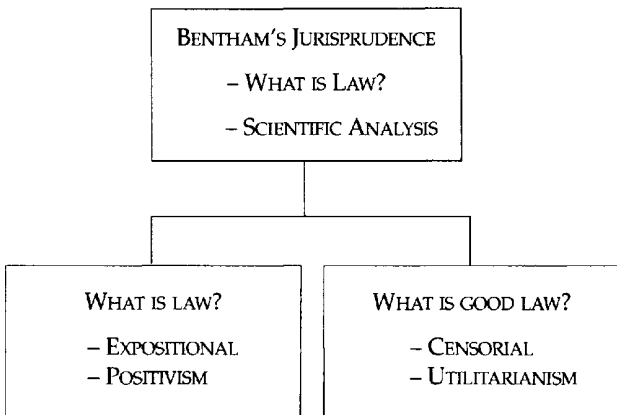 BENTHAM'S JURISPRUDENCE
– WHAT IS LAW?
– SCIENTIFIC ANALYSIS
WHAT IS LAW?
– EXPOSITIONAL
– POSITIVISM
WHAT IS GOOD LAW?
– CENSORIAL
– UTILITARIANISM